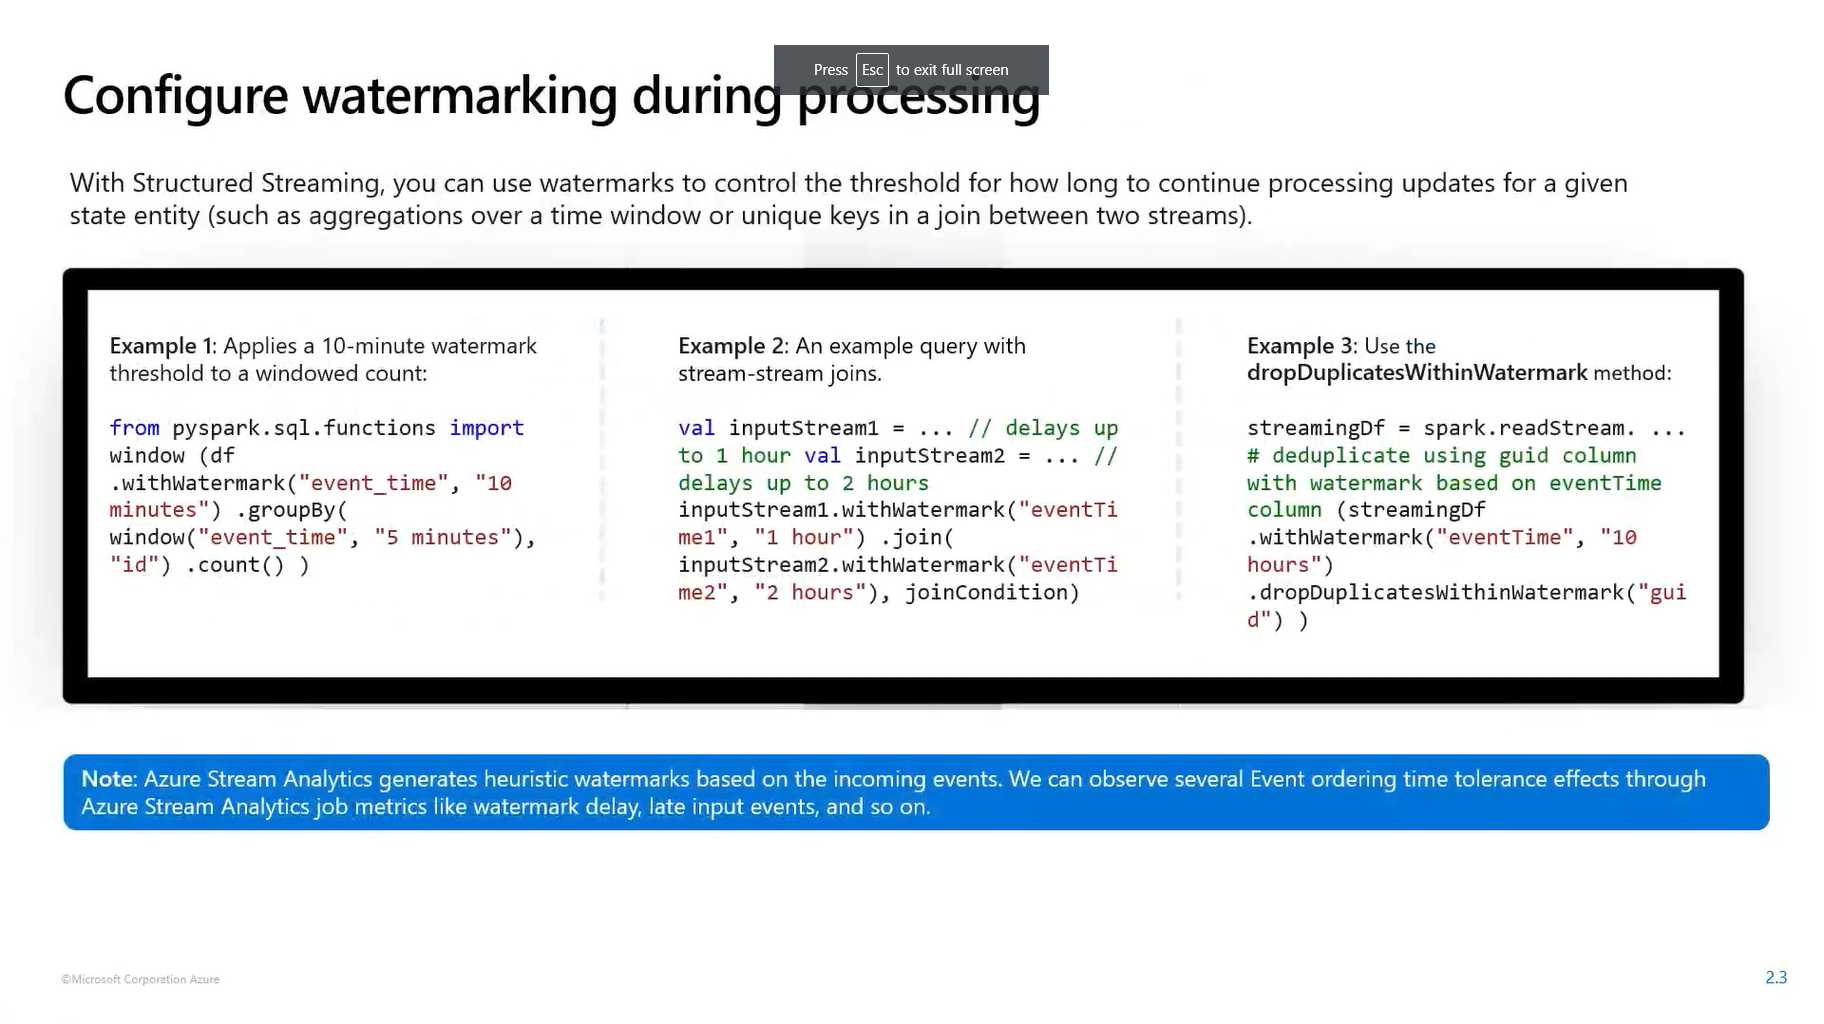 Press Esc to exit full screen
Configure watermarking during processing
With Structured Streaming, you can use watermarks to control the threshold for how long to continue processing updates for a given
state entity (such as aggregations over a time window or unique keys in a join between two streams).
Example 1: Applies a 10-minute watermark
threshold to a windowed count:
from pyspark.sql.functions import
window (df
.withWatermark("event_time", "10
minutes") .groupBy(
window("event_time", "5 minutes"),
"id") .count() )
Example 2: An example query with
stream-stream joins.
val inputStream1 = ... // delays up
to 1 hour val inputStream2 = ... //
delays up to 2 hours
inputStream1.withWatermark("eventTi
me1", "1 hour") .join(
inputStream2.withWatermark("eventTi
me2", "2 hours"), joinCondition)
Example 3: Use the
dropDuplicatesWithinWatermark method:
streamingDf = spark.readStream. ...
# deduplicate using guid column
with watermark based on eventTime
column (streamingDf
.withWatermark("eventTime", "10
hours")
.dropDuplicatesWithinWatermark("gui
d") )
Note: Azure Stream Analytics generates heuristic watermarks based on the incoming events. We can observe several Event ordering time tolerance effects through
Azure Stream Analytics job metrics like watermark delay, late input events, and so on.
©Microsoft Corporation Azure
2.3